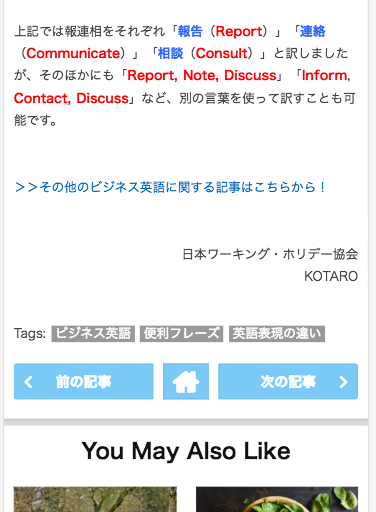 上記では報連相をそれぞれ「報告（Report）」「連絡
（Communicate）」「相談（Consult）」と訳しました
が、そのほかにも「Report, Note, Discuss」「Inform,
Contact, Discuss」など、別の言葉を使って訳すことも可
能です。
＞＞その他のビジネス英語に関する記事はこちらから！
日本ワーキング・ホリデー協会
KOTARO
Tags: ビジネス英語 便利フレーズ 英語表現の違い
前の記事 次の記事
You May Also Like